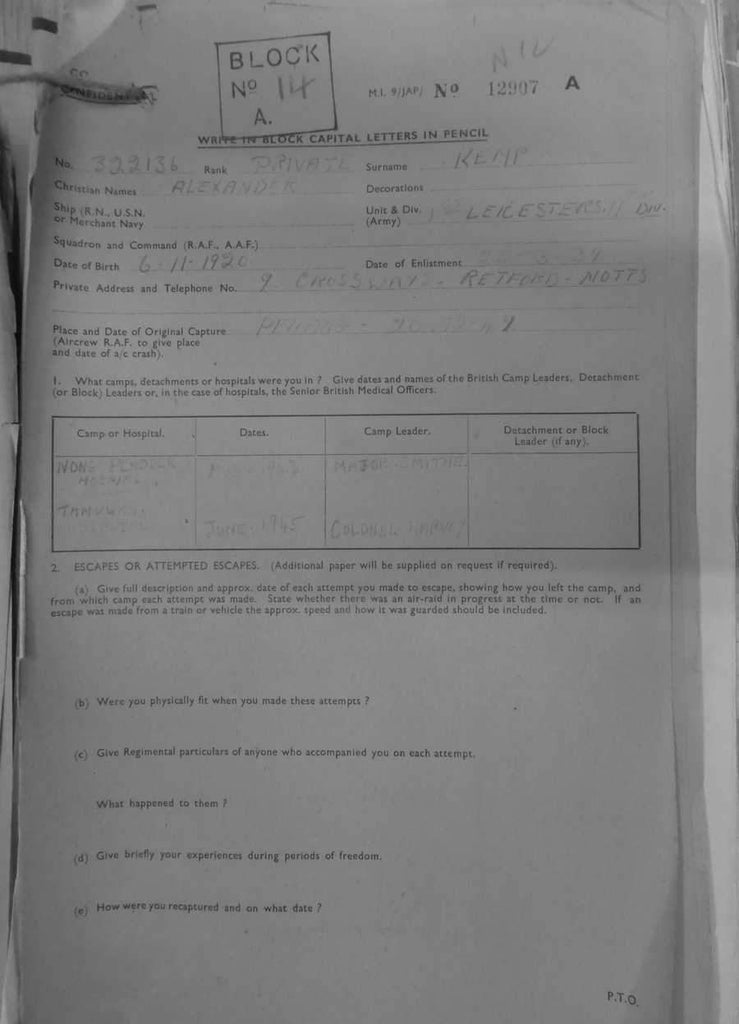 BLOCK
Nº 14
A.
NIL
CONFIDENTIAL
M.I. 9/JAP/ Nº 12907 A
WRITE IN BLOCK CAPITAL LETTERS IN PENCIL
No. 322136 Rank PRIVATE Surname KEMP
Christian Names ALEXANDER Decorations
Ship (R.N., U.S.N. or Merchant Navy Unit & Div. (Army) LEICESTERS. 11 DIV.
Squadron and Command (R.A.F., A.A.F.)
Date of Birth 6-11-1920 Date of Enlistment
Private Address and Telephone No. 9 CROSSWAYS - RETFORD - NOTTS
Place and Date of Original Capture
(Aircrew R.A.F. to give place
and date of a/c crash).
1. What camps, detachments or hospitals were you in ? Give dates and names of the British Camp Leaders, Detachment
(or Block) Leaders or, in the case of hospitals, the Senior British Medical Officers.
Camp or Hospital. Dates. Camp Leader. Detachment or Block
Leader (if any).
NONG MAJOR SMITH
JUNE-1945 COLONEL HARVEY
2. ESCAPES OR ATTEMPTED ESCAPES. (Additional paper will be supplied on request if required).
(a) Give full description and approx. date of each attempt you made to escape, showing how you left the camp, and
from which camp each attempt was made. State whether there was an air-raid in progress at the time or not. If an
escape was made from a train or vehicle the approx. speed and how it was guarded should be included.
(b) Were you physically fit when you made these attempts ?
(c) Give Regimental particulars of anyone who accompanied you on each attempt.
What happened to them ?
(d) Give briefly your experiences during periods of freedom.
(e) How were you recaptured and on what date ?
P.T.O.